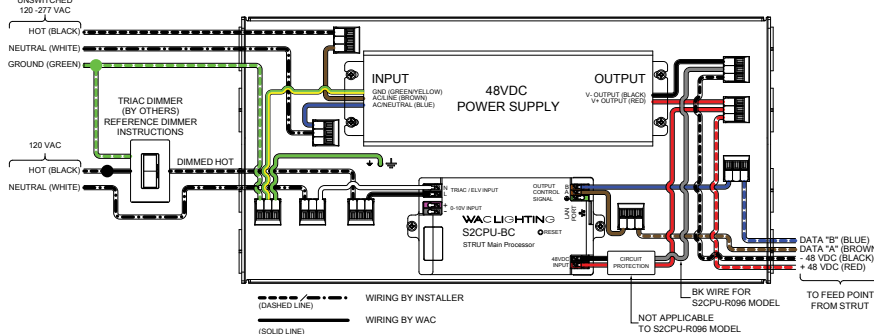 UNSWITCHED
120 -277 VAC
HOT (BLACK)
NEUTRAL (WHITE)
GROUND (GREEN)
TRIAC DIMMER
(BY OTHERS)
REFERENCE DIMMER
INSTRUCTIONS
120 VAC
HOT (BLACK)
NEUTRAL (WHITE)
DIMMED HOT
INPUT
GND (GREEN/YELLOW)
AC/LINE (BROWN)
AC/NEUTRAL (BLUE)
48VDC
POWER SUPPLY
OUTPUT
V- OUTPUT (BLACK)
V+ OUTPUT (RED)
N
L
TRIAC / ELV INPUT
+
-
0-10V INPUT
OUTPUT
CONTROL
SIGNAL
B
A
LAN
PORT
WAC LIGHTING
S2CPU-BC
RESET
STRUT Main Processor
48VDC
INPUT
CIRCUIT
PROTECTION
DATA "B" (BLUE)
DATA "A" (BROWN
- 48 VDC (BLACK)
+ 48 VDC (RED)
TO FEED POINT
FROM STRUT
BK WIRE FOR
S2CPU-R096 MODEL
NOT APPLICABLE
TO S2CPU-R096 MODEL
(DASHED LINE)
WIRING BY INSTALLER
(SOLID LINE)
WIRING BY WAC